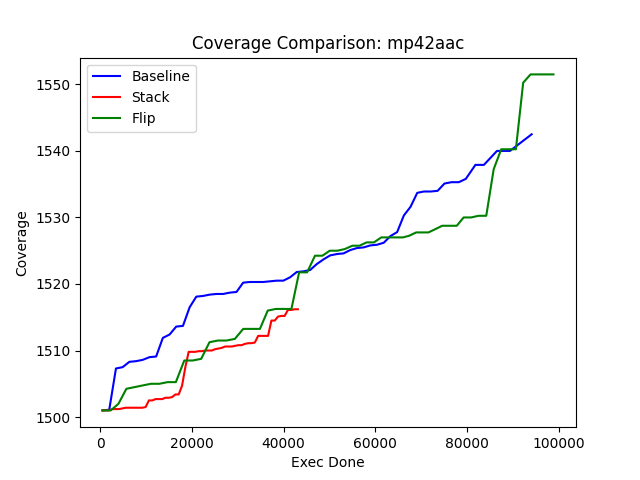 Coverage Comparison: mp42aac
Baseline
Stack
Flip
1550
1540
1530
1520
1510
1500
Coverage
0 20000 40000 60000 80000 100000
Exec Done